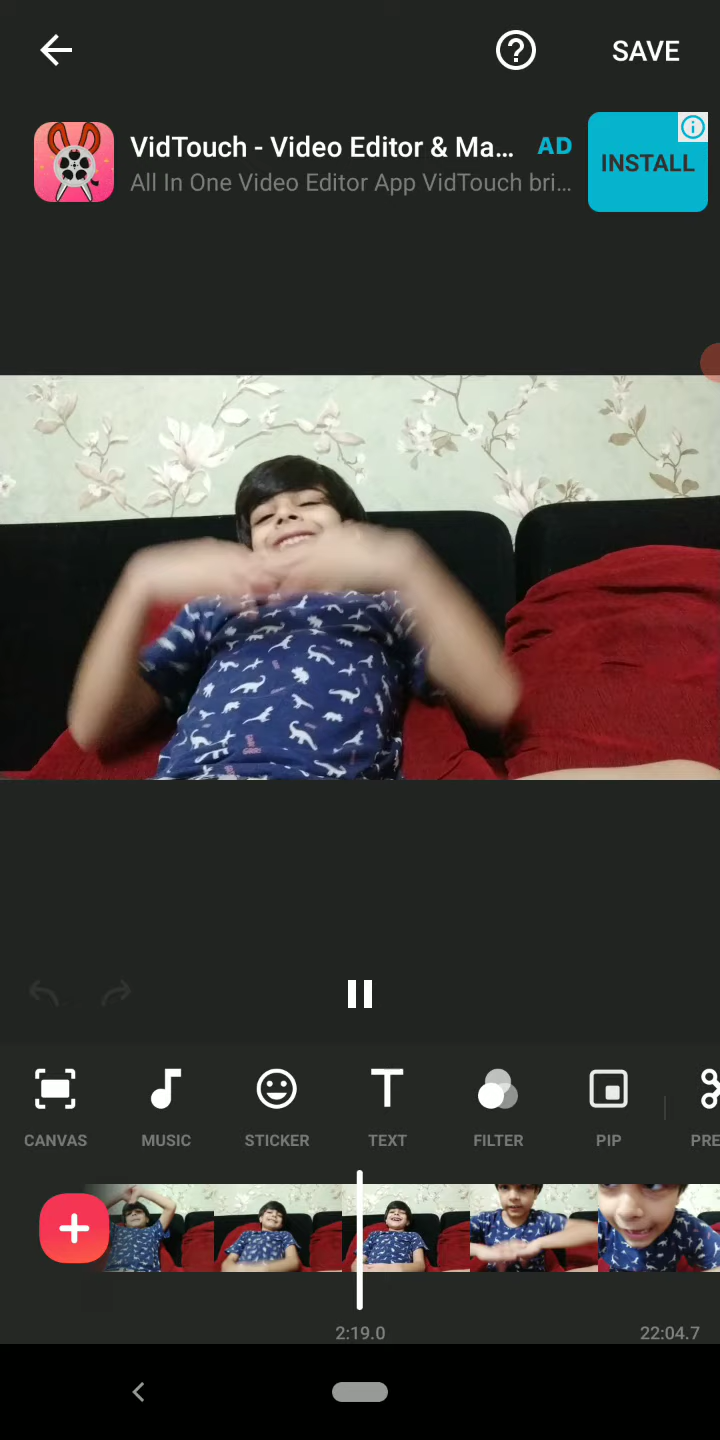 SAVE
VidTouch - Video Editor & Ma... AD
All In One Video Editor App VidTouch bri...
INSTALL
CANVAS
MUSIC
STICKER
TEXT
FILTER
PIP
PRE
2:19.0
22:04.7